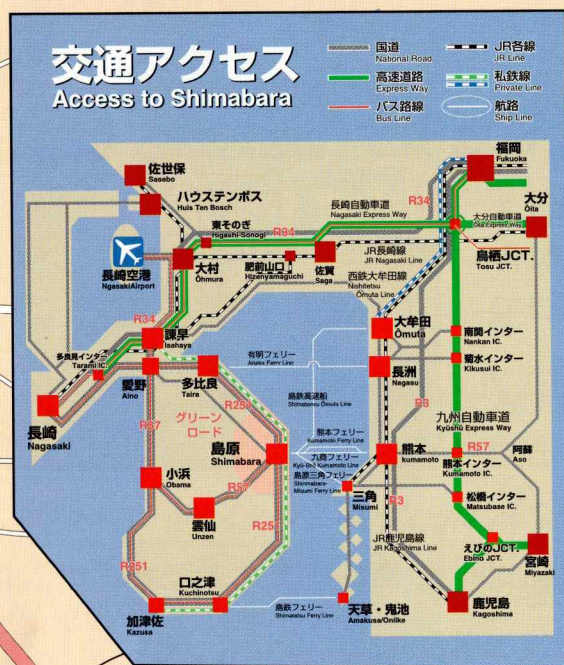 交通アクセス
Access to Shimabara
国道
National Road
高速道路
Express Way
バス路線
Bus Line
JR各線
JR Line
私鉄線
Private Line
航路
Ship Line
福岡
Fukuoka
佐世保
Sasebo
ハウステンボス
Huis Ten Bosch
長崎自動車道
Nagasaki Express Way
R34
大分
Oita
大分自動車道
東そのぎ
Higashi-Sonogi
R34
鳥栖JCT.
Tosu JCT.
長崎空港
NgasakiAirport
大村
Ohmura
肥前山口
Hizenyamaguchi
佐賀
Saga
JR長崎線
JR Nagasaki Line
西鉄大牟田線
Nishitetsu
Ōmuta Line
R34
諫早
Isahaya
大牟田
Ōmuta
南関インター
Nankan IC.
多良見インター
Tarami IC.
有明フェリー
Ariake Ferry Line
菊水インター
Kikusui IC.
愛野
Aino
多比良
Taira
長洲
Nagasu
島鉄高速船
Shimatetsu Ōmuta Line
長崎
Nagasaki
R57
グリーン
ロード
R251
R3
九州自動車道
Kyūshū Express Way
熊本フェリー
Kumamoto Ferry Line
島原
Shimabara
九商フェリー
Kyū-Shō Kumamoto Line
熊本
kumamoto
R57
阿蘇
Aso
熊本インター
Kumamoto IC.
小浜
Obama
R57
島原三角フェリー
Shimabara-
Misumi Ferry Line
三角
Misumi
R3
松橋インター
Matsubase IC.
雲仙
Unzen
R25
JR鹿児島線
JR Kagoshima Line
えびのJCT.
Ebino JCT.
宮崎
Miyazaki
R251
口之津
Kuchinotsu
加津佐
Kazusa
島鉄フェリー
Shimatetsu Ferry Line
天草・鬼池
Amakusa/Oniike
鹿児島
Kagoshima